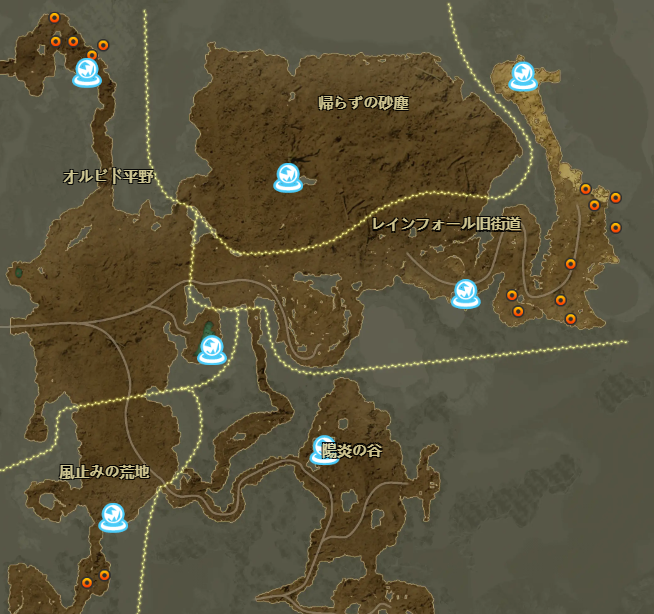 帰らずの砂塵
オルピド平野
レインフォール旧街道
陽炎の谷
風止みの荒地